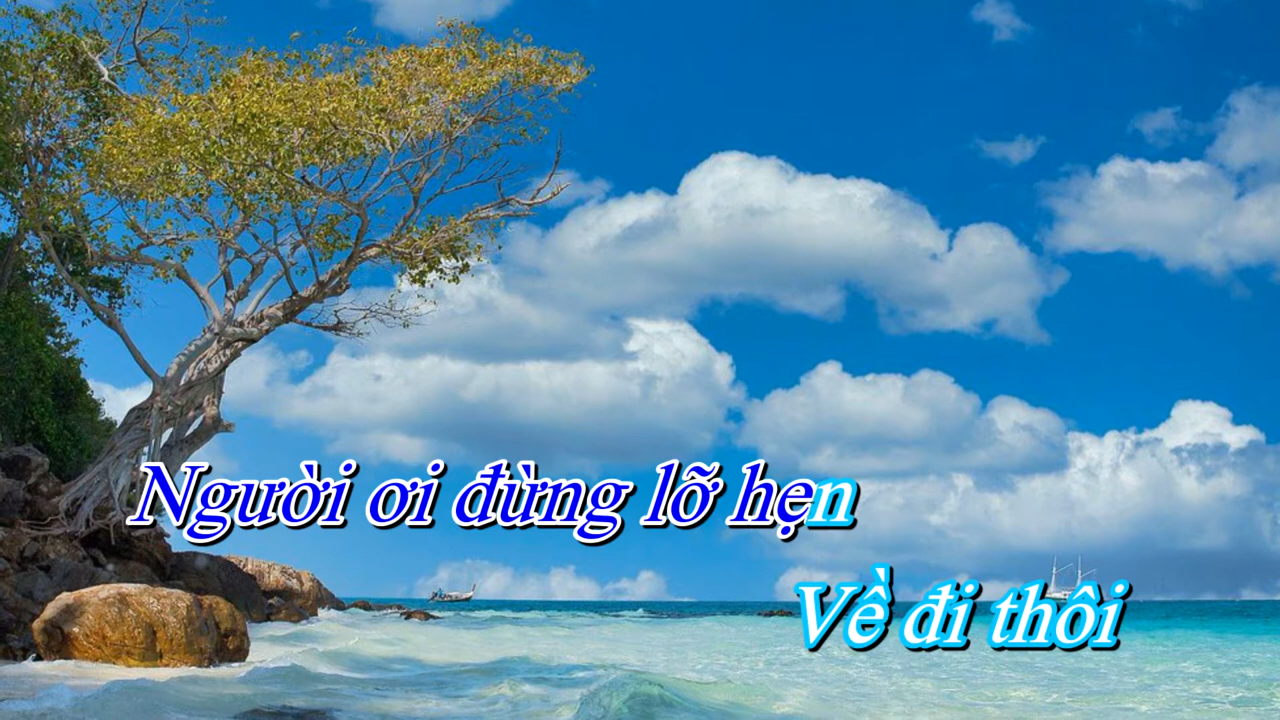 Người ơi đừng lỡ hẹn
Về đi thôi